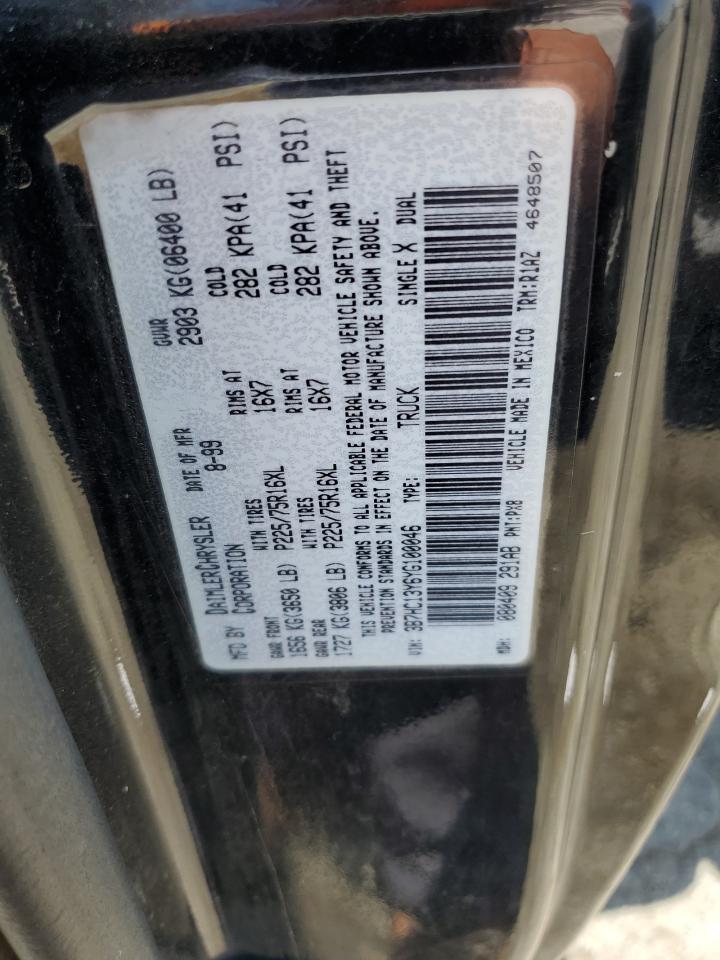 MFD BY DAIMLERCHRYSLER CORPORATION DATE OF MFR 8-99 GVWR 2903 KG(06400 LB)
GAWR FRONT WITH TIRES RIMS AT COLD
1656 KG(3650 LB) P225/75R16XL 16X7 282 KPA(41 PSI)
GAWR REAR WITH TIRES RIMS AT COLD
1727 KG(3806 LB) P225/75R16XL 16X7 282 KPA(41 PSI)
THIS VEHICLE CONFORMS TO ALL APPLICABLE FEDERAL MOTOR VEHICLE SAFETY AND THEFT
PREVENTION STANDARDS IN EFFECT ON THE DATE OF MANUFACTURE SHOWN ABOVE.
VIN: 3B7HC13Y6YG100046 TYPE: TRUCK SINGLE X DUAL
MDH: 080409 291AB PNT:PX8 VEHICLE MADE IN MEXICO TRM:R1AZ 4648507